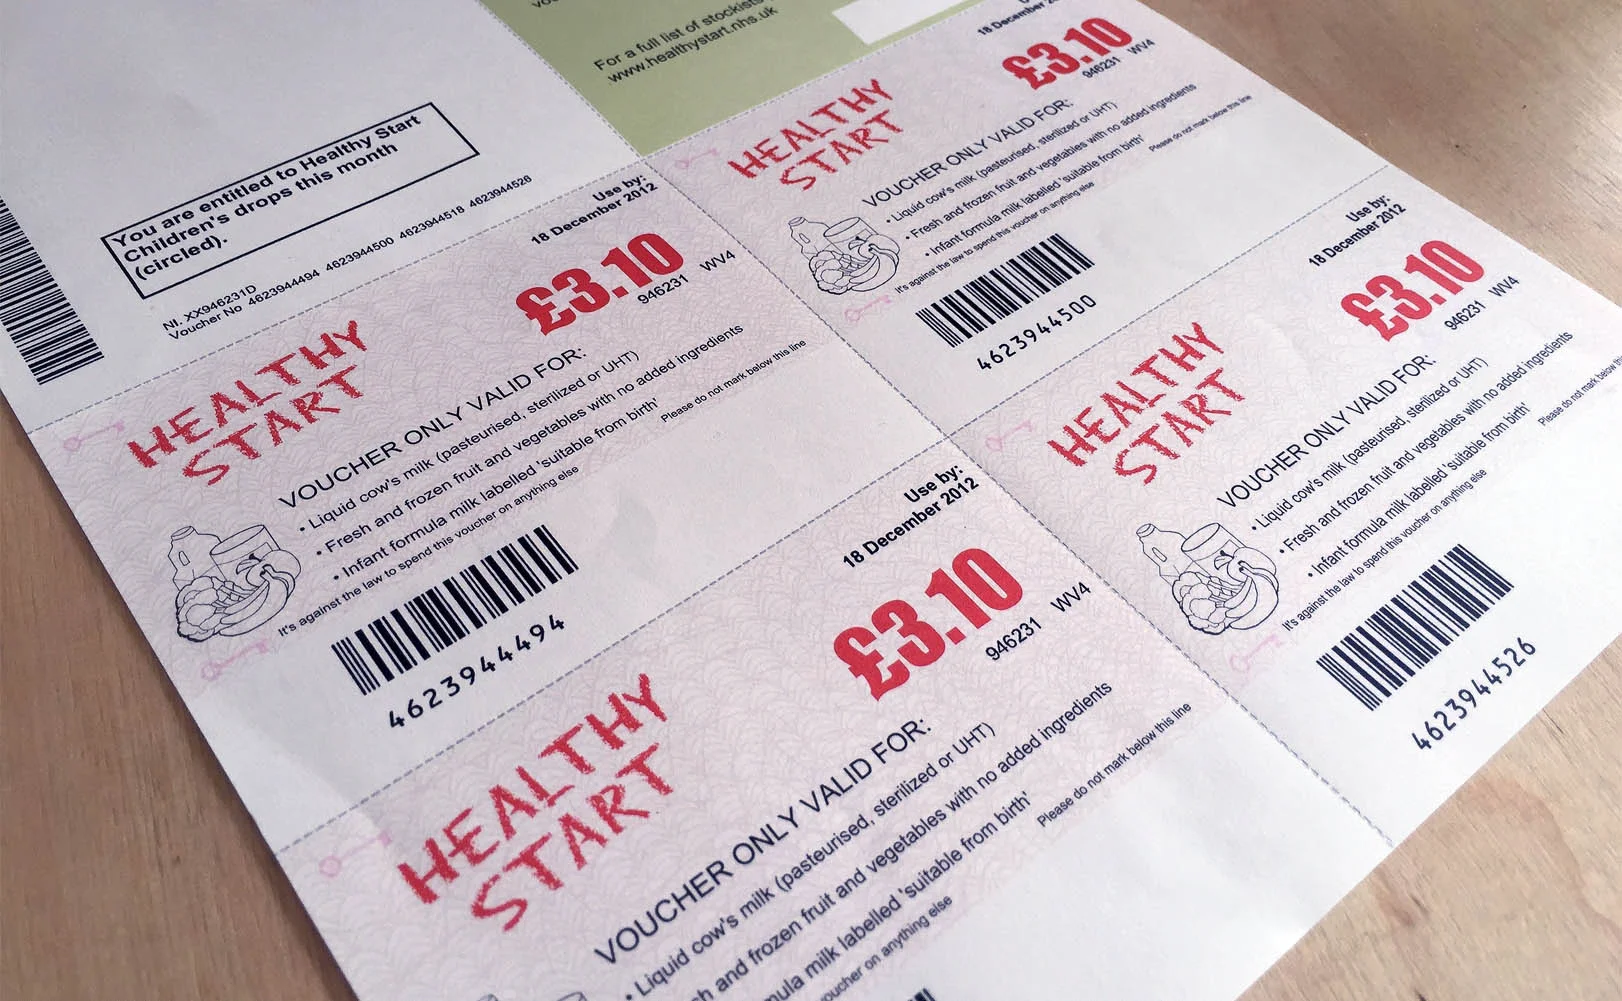 For a full list of stockists
www.healthystart.nhs.uk
You are entitled to Healthy Start
Children's drops this month
(circled).
NI. XX946231D
Voucher No 4623944494 4623944500 4623944518 4623944526
Use by:
18 December 2012
£3.10
946231 WV4
HEALTHY
START
VOUCHER ONLY VALID FOR:
• Liquid cow's milk (pasteurised, sterilized or UHT)
• Fresh and frozen fruit and vegetables with no added ingredients
• Infant formula milk labelled 'suitable from birth'
It's against the law to spend this voucher on anything else
Please do not mark below this line
4623944494
18 December
£3.10
946231 WV4
HEALTHY
START
VOUCHER ONLY VALID FOR:
• Liquid cow's milk (pasteurised, sterilized or UHT)
• Fresh and frozen fruit and vegetables with no added ingredients
• Infant formula milk labelled 'suitable from birth'
It's against the law to spend this voucher on anything else
Please do not mark below this line
4623944500
Use by:
18 December 2012
£3.10
946231 WV4
HEALTHY
START
VOUCHER ONLY VALID FOR:
• Liquid cow's milk (pasteurised, sterilized or UHT)
and frozen fruit and vegetables with no added ingredients
milk labelled 'suitable from birth'
voucher on anything else
Please do not mark below this line
Use by:
18 December 2012
£3.10
946231 WV4
HEALTHY
START
VOUCHER ONLY VALID FOR:
• Liquid cow's milk (pasteurised, sterilized or UHT)
• Fresh and frozen fruit and vegetables with no added ingredients
• Infant formula milk labelled 'suitable from birth'
It's against the law to spend this voucher on anything else
Please do not mark below this
4623944526